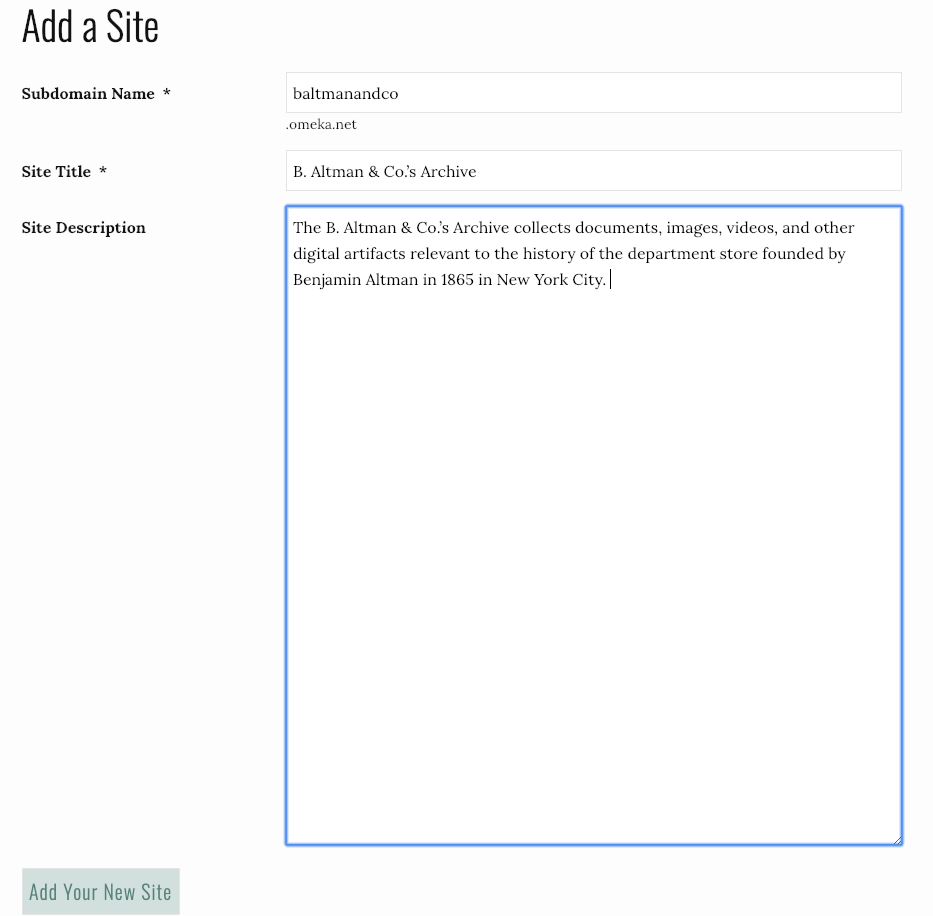 Add a Site
Subdomain Name *
baltmanandco
.omeka.net
Site Title *
B. Altman & Co.’s Archive
Site Description
The B. Altman & Co.’s Archive collects documents, images, videos, and other
digital artifacts relevant to the history of the department store founded by
Benjamin Altman in 1865 in New York City.
Add Your New Site